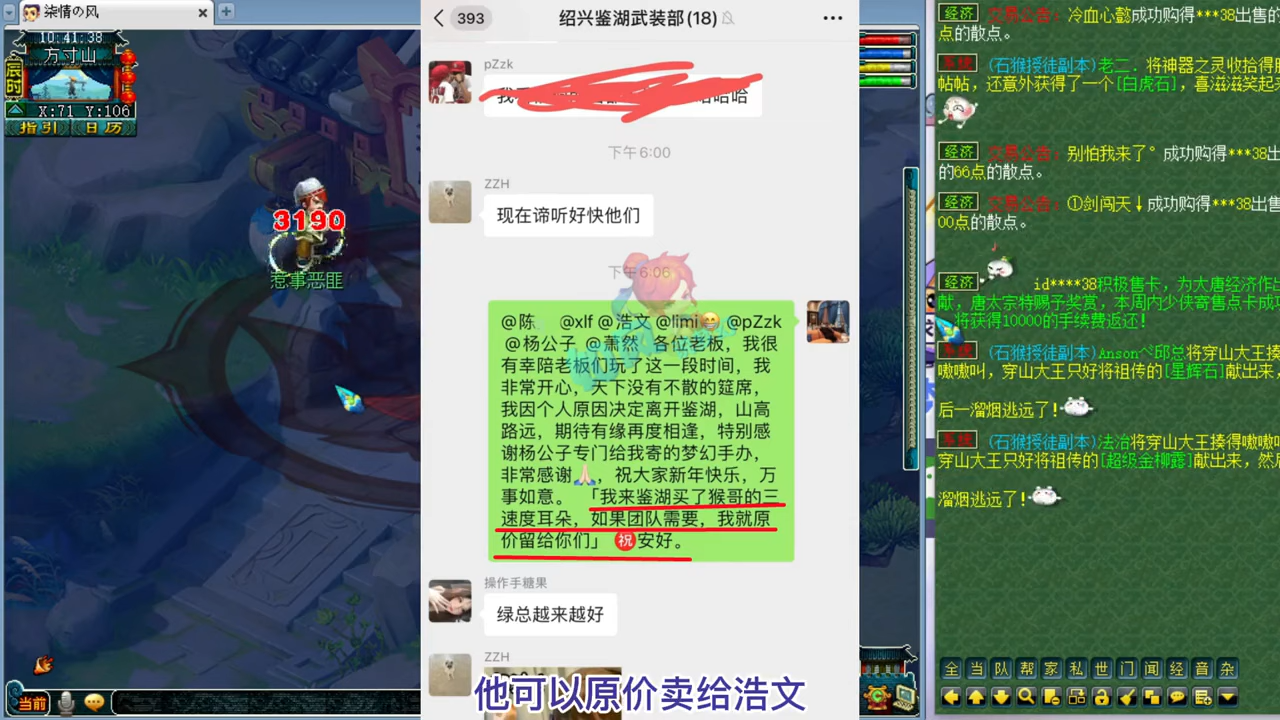 柒情の风
10:41:38
方寸山
辰时
X:71 Y:106
指引
日历
3190
惹事恶匪
当前
393
绍兴鉴湖武装部(18)
pZzk
下午6:00
ZZH
现在谛听好快他们
下午6:06
@陈 @xlf @浩文 @limi😁 @pZzk
@杨公子 @萧然 各位老板，我很
有幸陪老板们玩了这一段时间，我
非常开心，天下没有不散的筵席，
我因个人原因决定离开鉴湖，山高
路远，期待有缘再度相逢，特别感
谢杨公子专门给我寄的梦幻手办，
非常感谢🙏🏻，祝大家新年快乐，万
事如意。「我来鉴湖买了猴哥的三
速度耳朵，如果团队需要，我就原
价留给你们」㊗️安好。
操作手糖果
绿总越来越好
ZZH
他可以原价卖给浩文
经济 交易公告：冷血心懿成功购得***38出售的
点的散点。
系统 (石猴授徒副本)老二．将神器之灵收拾得服
帖帖，还意外获得了一个[白虎石]，喜滋滋笑起来
经济 交易公告：别怕我来了°成功购得***38出
的66点的散点。
经济 交易公告：①剑闯天↓成功购得***38出售
00点的散点。
经济 id****38积极售卡，为大唐经济作出
献，唐太宗特赐予奖赏，本周内少侠寄售点卡成
将获得10000的手续费返还！
系统 (石猴授徒副本)Ansonぺ邱总将穿山大王揍
嗷嗷叫，穿山大王只好将祖传的[星辉石]献出来，
后一溜烟逃远了！
系统 (石猴授徒副本)法冶将穿山大王揍得嗷嗷
穿山大王只好将祖传的[超级金柳露]献出来，然
溜烟逃远了！
全 当 队 帮 家 私 世 门 闻 经 音 杂